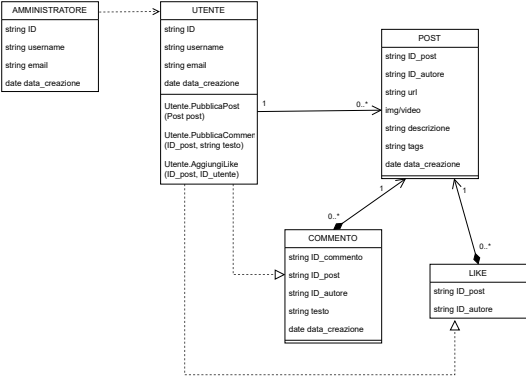 AMMINISTRATORE
string ID
string username
string email
date data_creazione
UTENTE
string ID
string username
string email
date data_creazione
Utente.PubblicaPost
(Post post)
Utente.PubblicaCommer
(ID_post, string testo)
Utente.AggiungiLike
(ID_post, ID_utente)
1
0..*
POST
string ID_post
string ID_autore
string url
img/video
string descrizione
string tags
date data_creazione
1
0..*
1
0..*
COMMENTO
string ID_commento
string ID_post
string ID_autore
string testo
date data_creazione
LIKE
string ID_post
string ID_autore